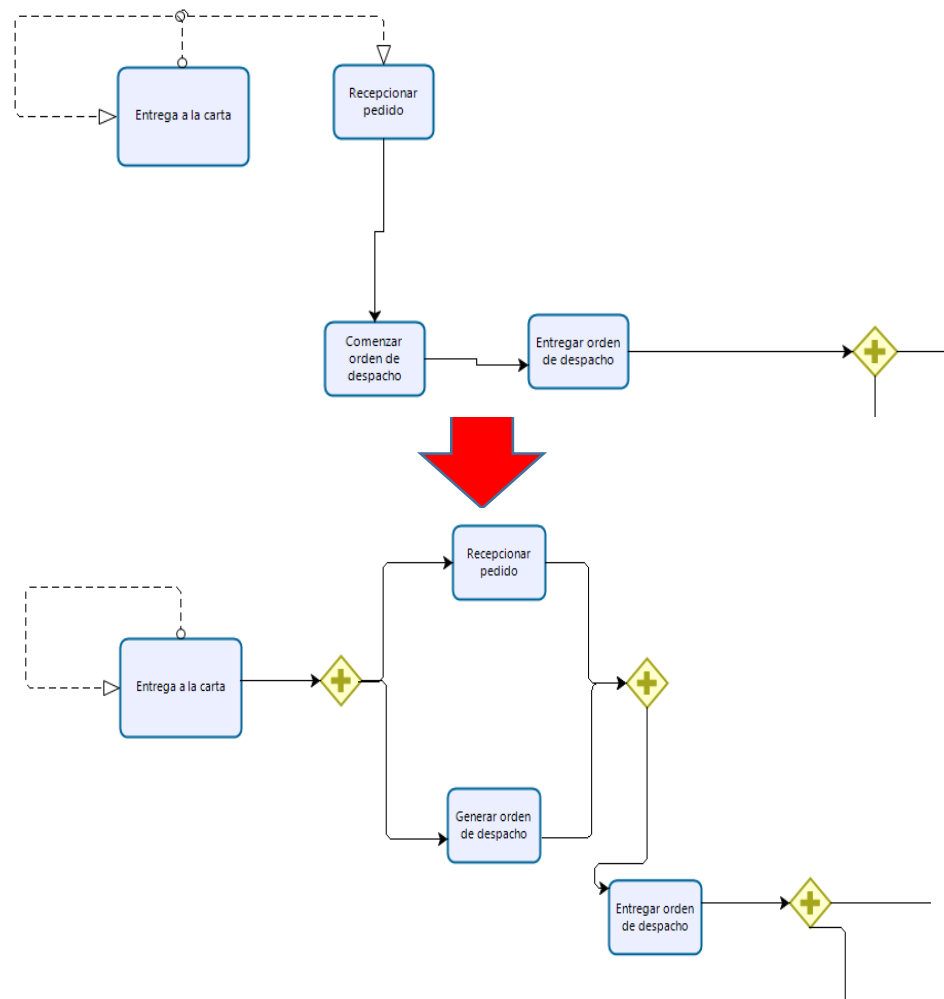 Entrega a la carta
Recepcionar
pedido
Comenzar
orden de
despacho
Entregar orden
de despacho
Recepcionar
pedido
Entrega a la carta
Generar orden
de despacho
Entregar orden
de despacho